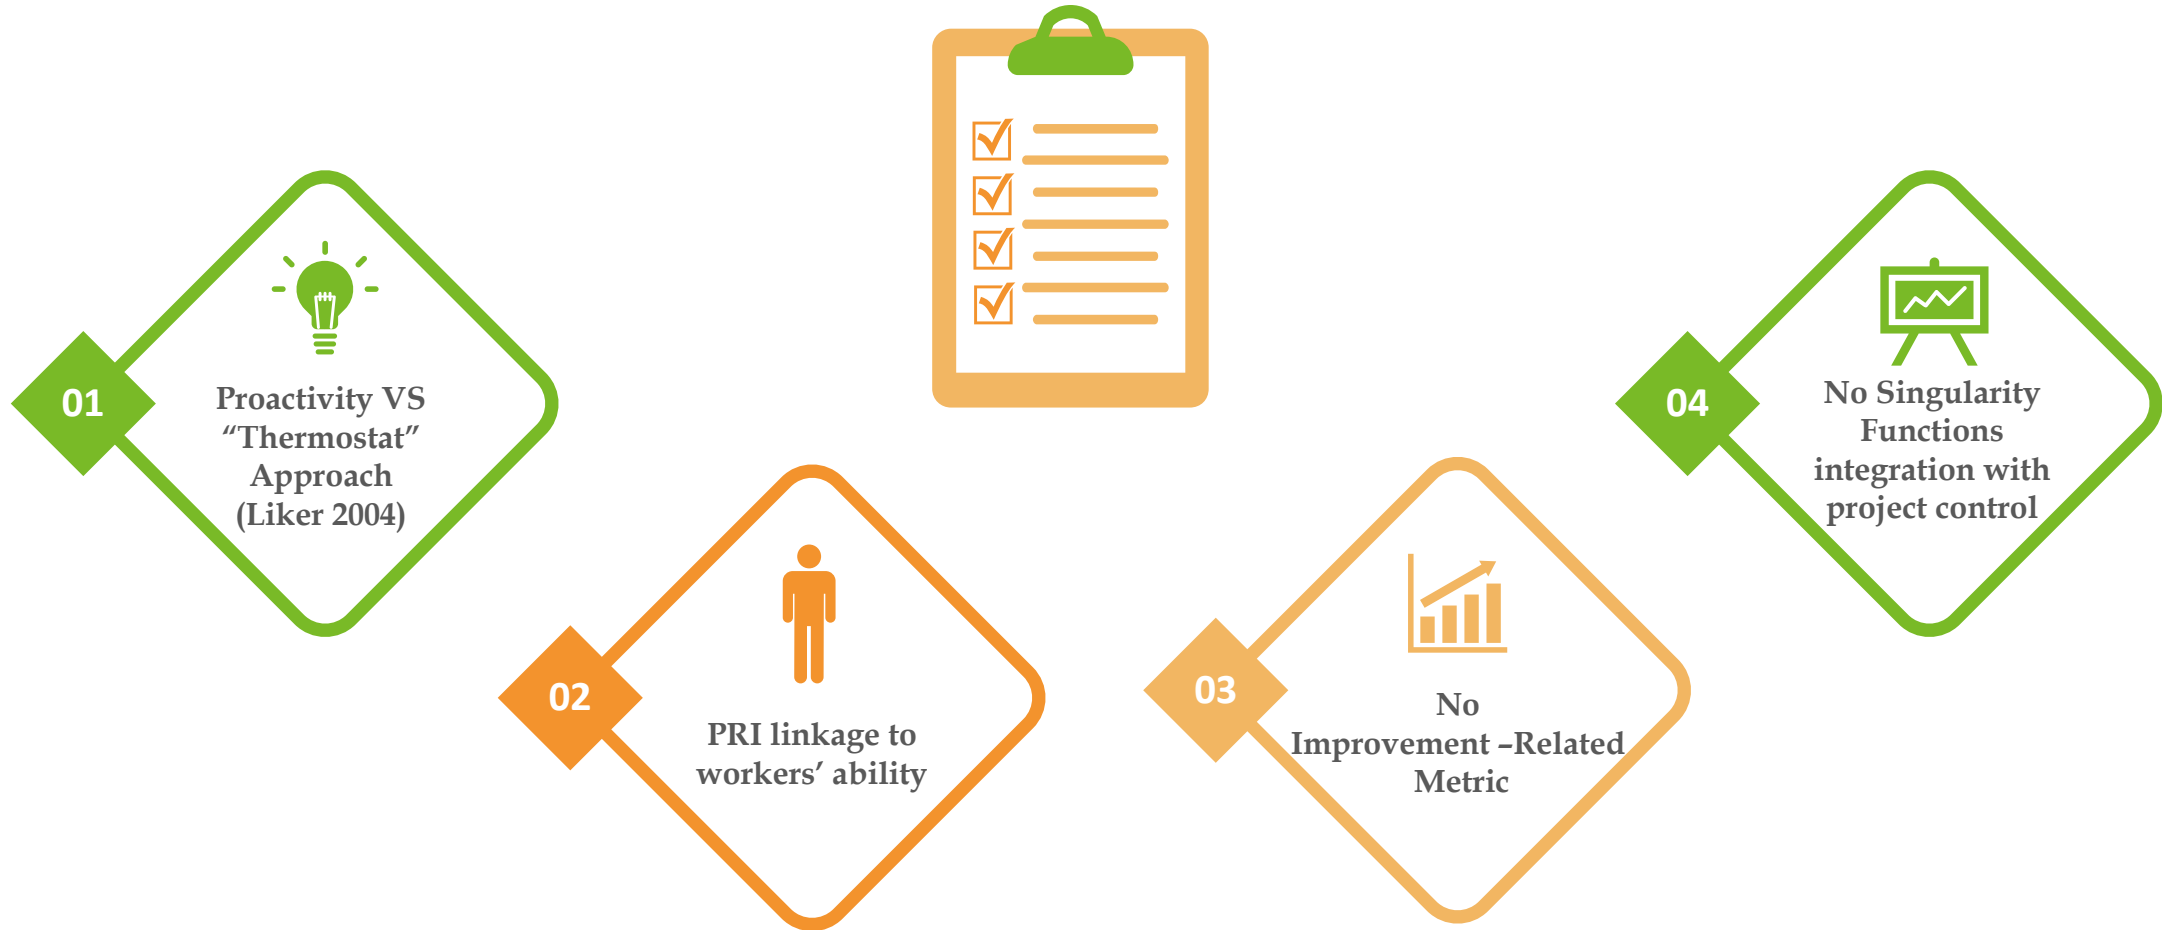 01
Proactivity VS
“Thermostat”
Approach
(Liker 2004)
02
PRI linkage to
workers’ ability
03
No
Improvement –Related
Metric
04
No Singularity
Functions
integration with
project control